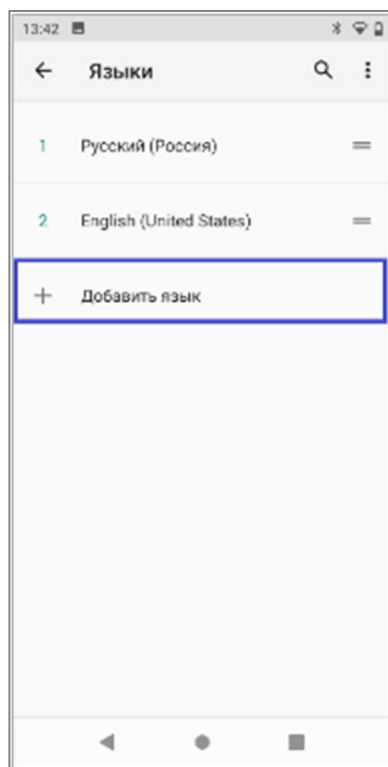 13:42
Языки
1 Русский (Россия)
2 English (United States)
+ Добавить язык